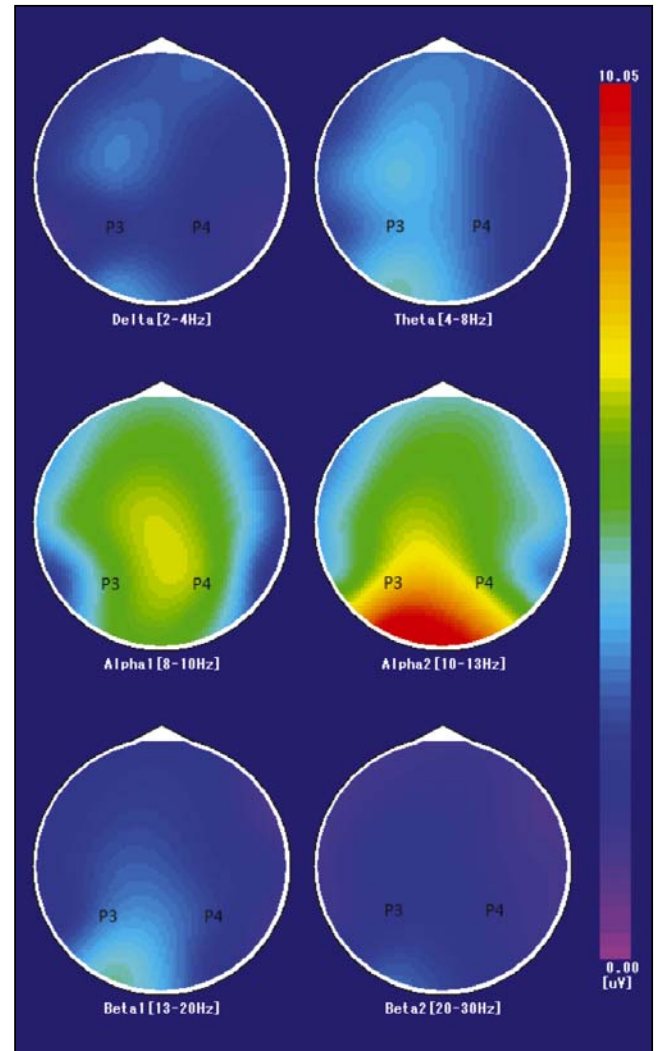 10.05
P3 P4 P3 P4
Delta[2-4Hz] Theta[4-8Hz]
P3 P4 P3 P4
Alpha1[8-10Hz] Alpha2[10-13Hz]
P3 P4 P3 P4
0.00
[uV]
Beta1[13-20Hz] Beta2[20-30Hz]